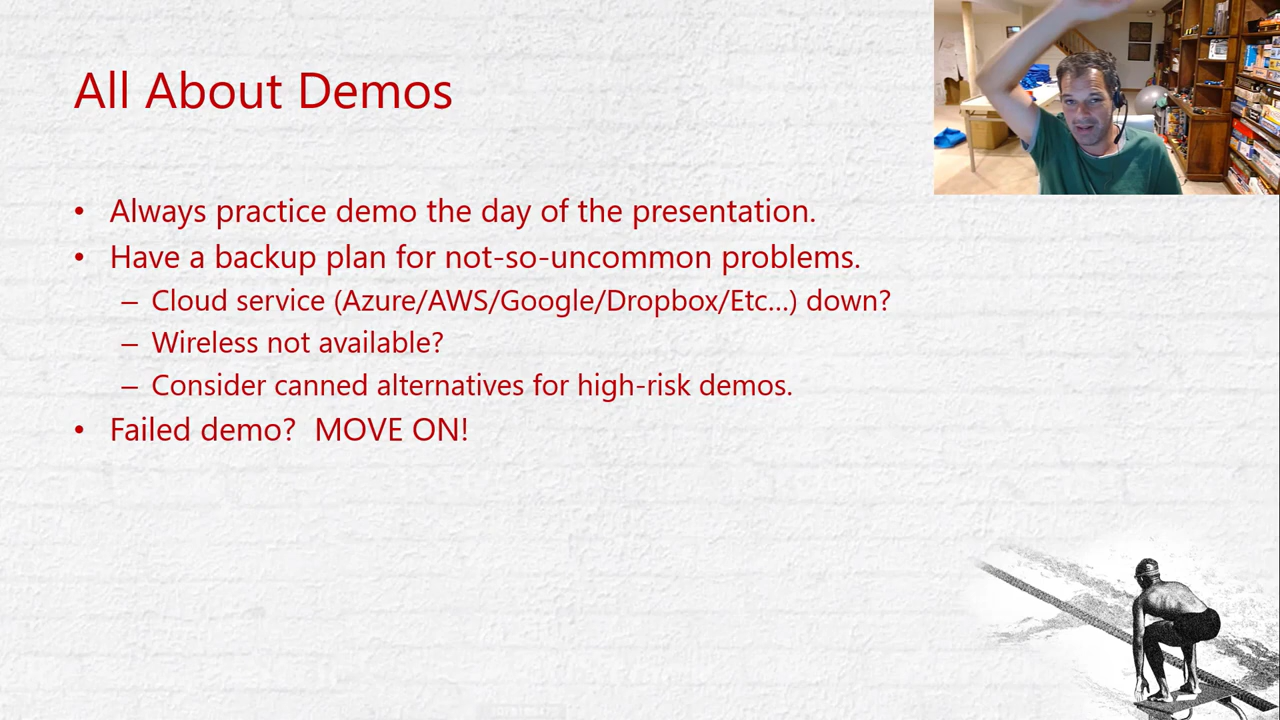 All About Demos
• Always practice demo the day of the presentation.
• Have a backup plan for not-so-uncommon problems.
– Cloud service (Azure/AWS/Google/Dropbox/Etc...) down?
– Wireless not available?
– Consider canned alternatives for high-risk demos.
• Failed demo?  MOVE ON!